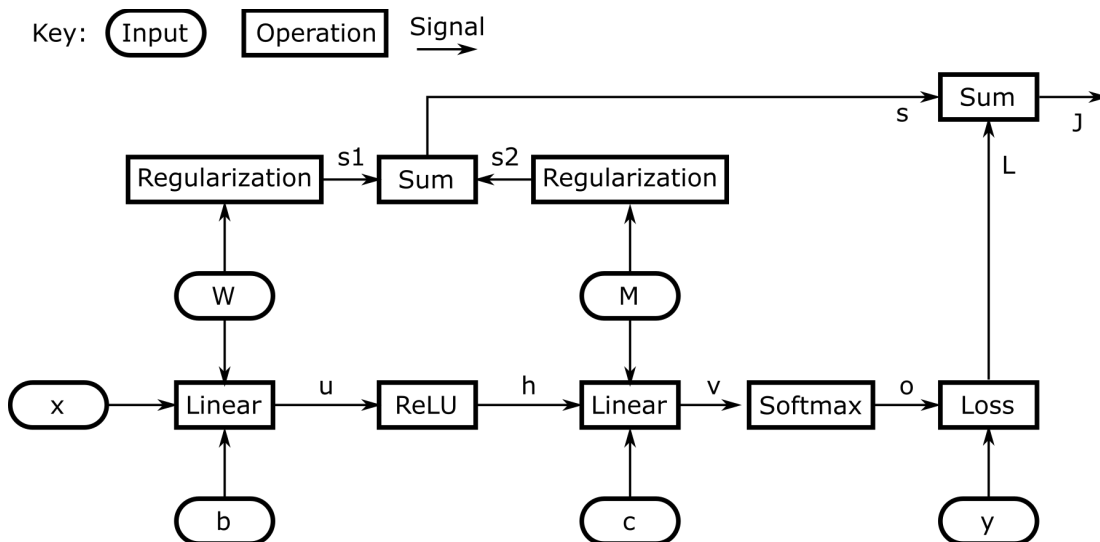 Key: Input Operation Signal
Sum
s
J
Regularization s1 Sum s2 Regularization
L
W M
x Linear u ReLU h Linear v Softmax o Loss
b c y